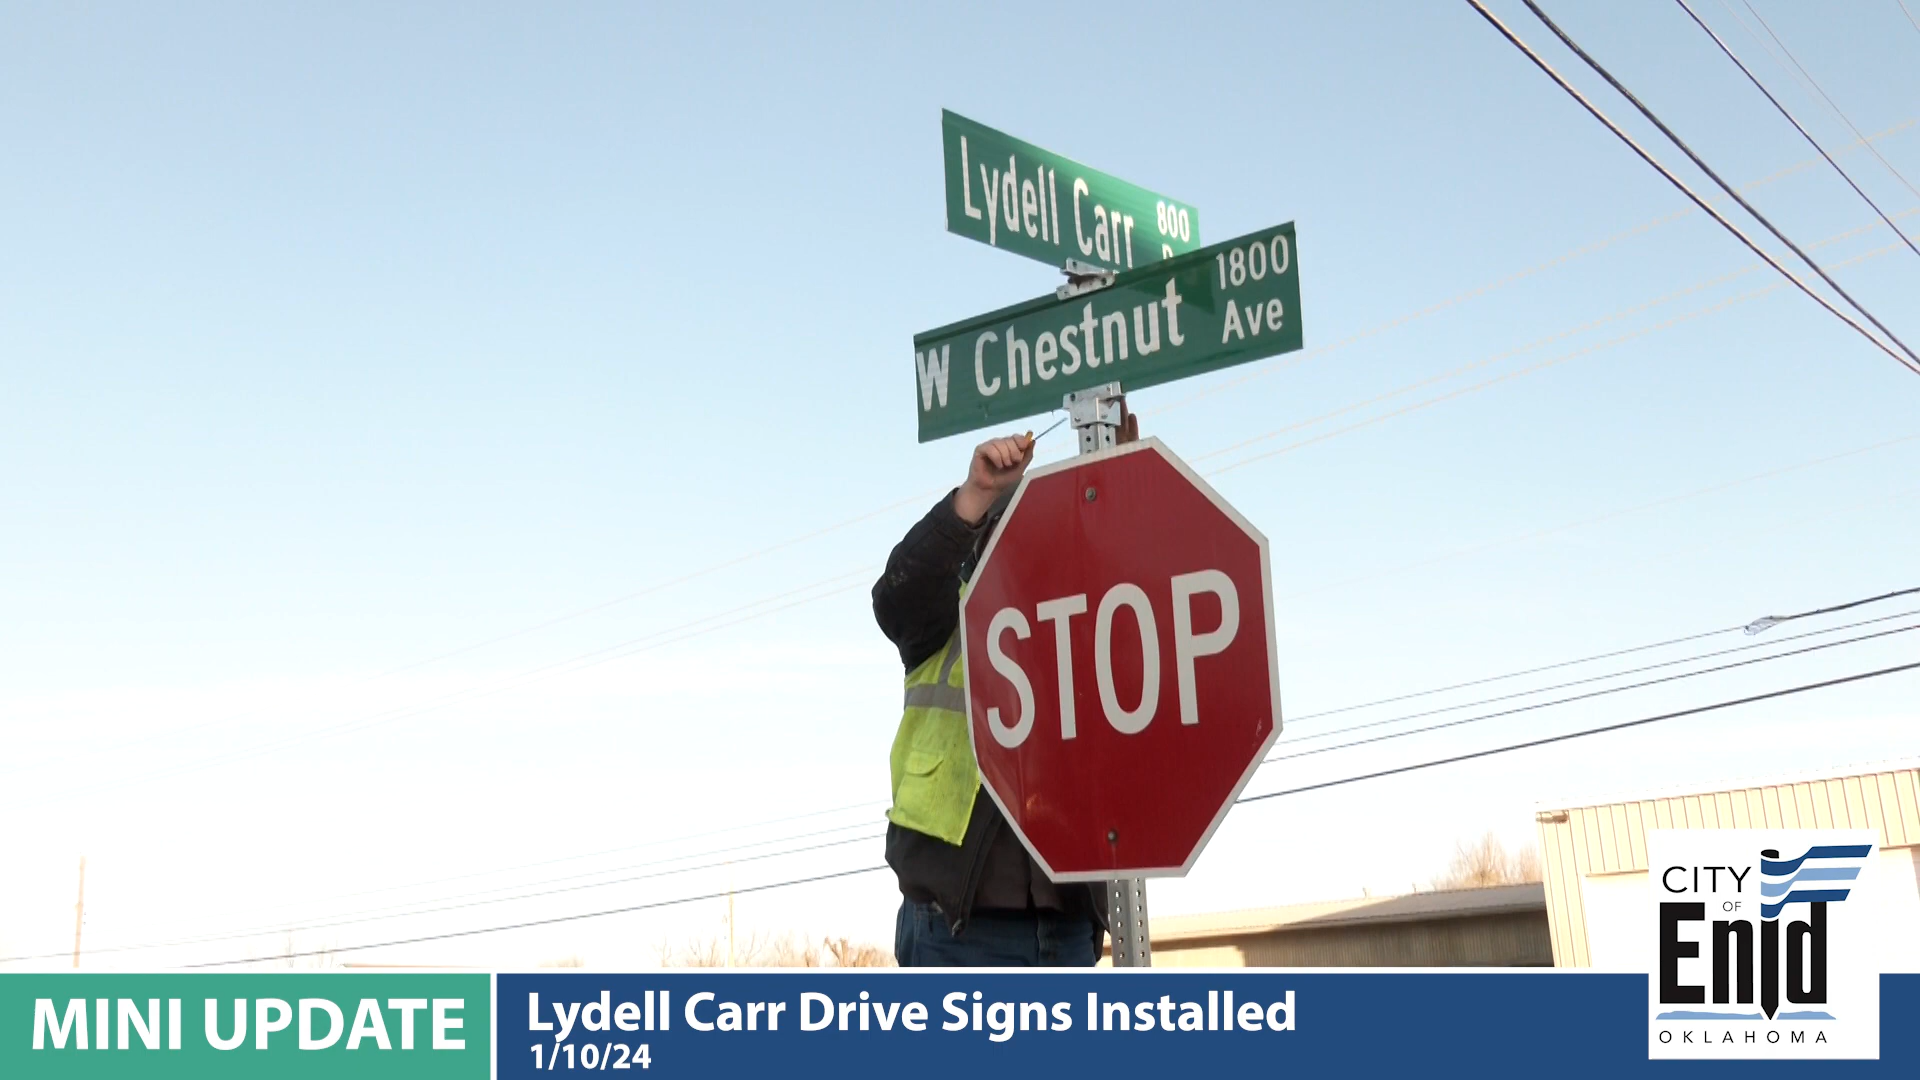 Lydell Carr 800
W Chestnut 1800
Ave
STOP
CITY
OF
Enid
OKLAHOMA
MINI UPDATE
Lydell Carr Drive Signs Installed
1/10/24